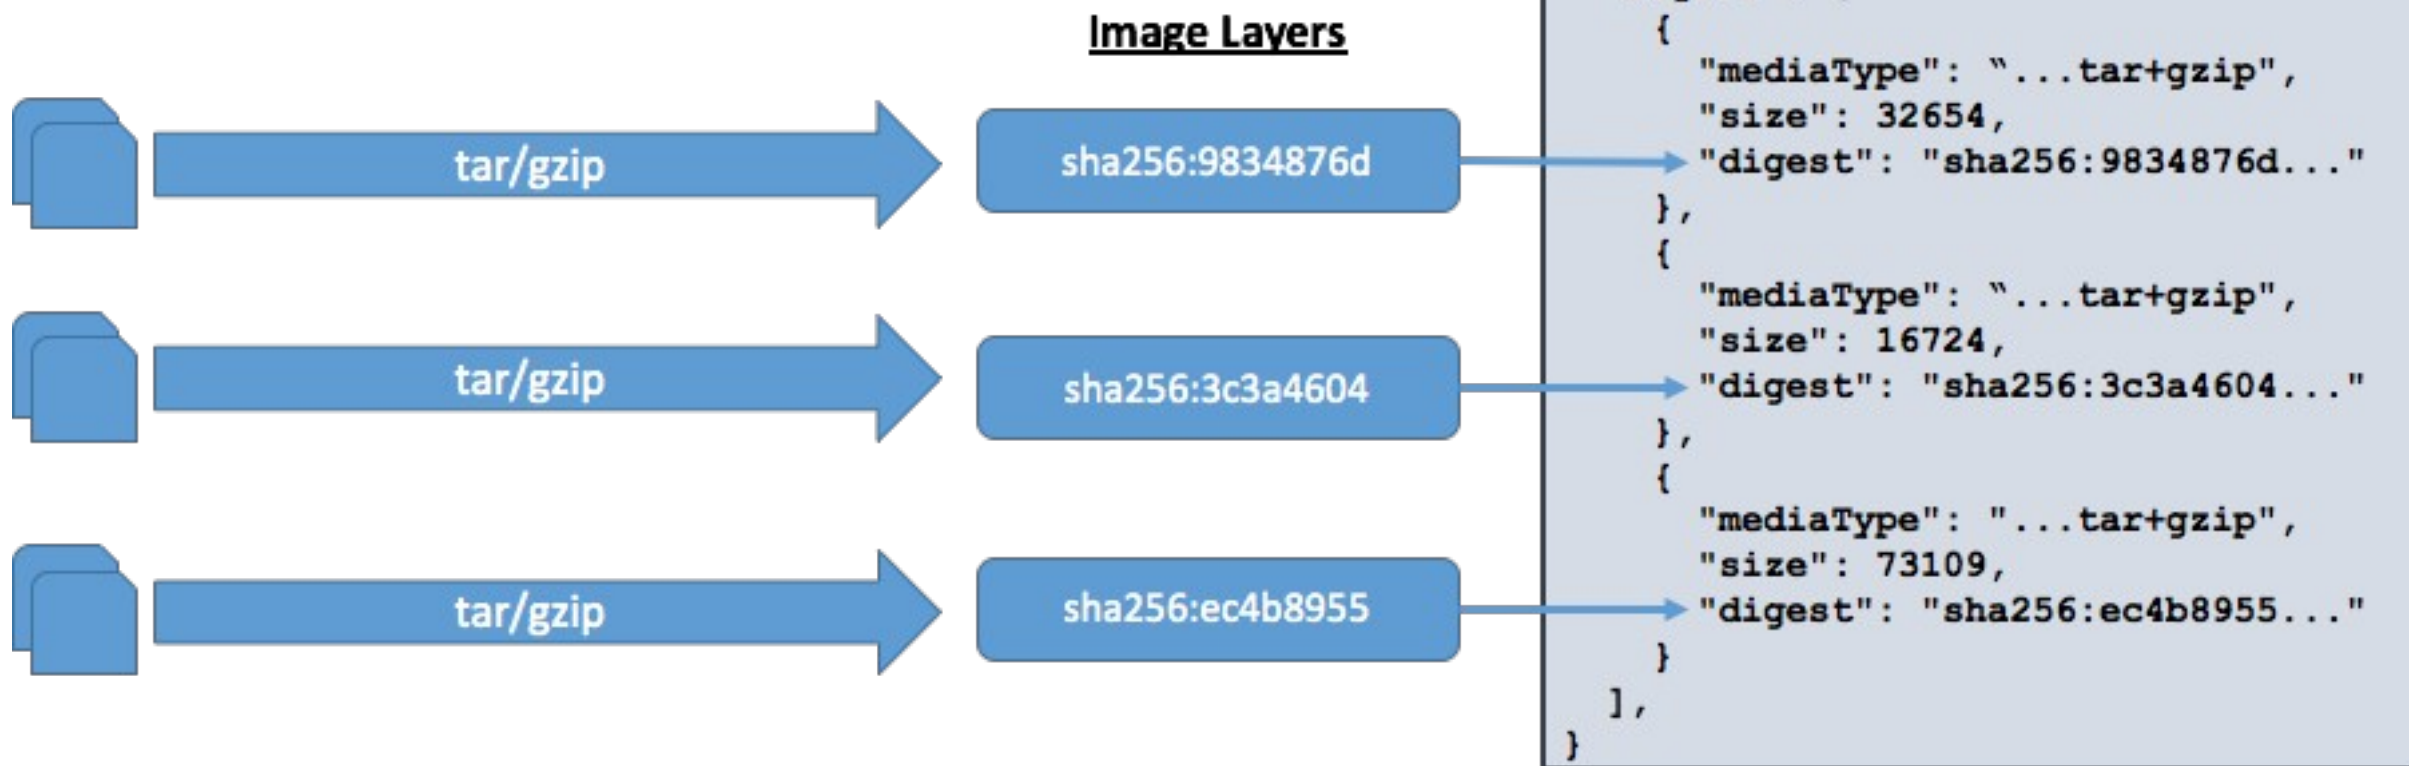 Image Layers
tar/gzip
sha256:9834876d
tar/gzip
sha256:3c3a4604
tar/gzip
sha256:ec4b8955
{
"mediaType": “...tar+gzip",
"size": 32654,
"digest": "sha256:9834876d..."
},
{
"mediaType": “...tar+gzip",
"size": 16724,
"digest": "sha256:3c3a4604..."
},
{
"mediaType": "...tar+gzip",
"size": 73109,
"digest": "sha256:ec4b8955..."
}
],
}